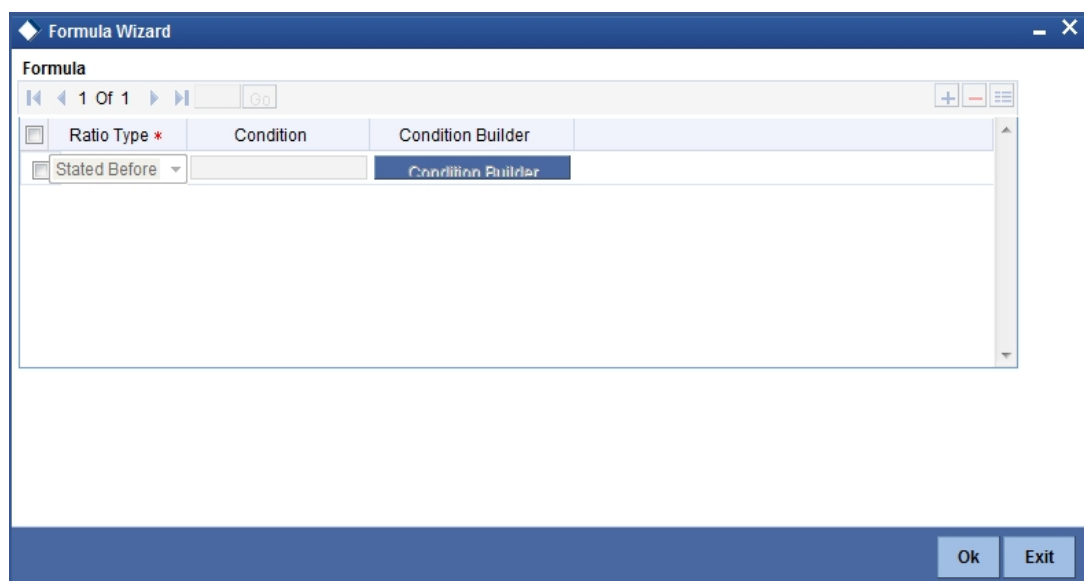 Formula Wizard
Formula
1 Of 1 Go
Ratio Type * Condition Condition Builder
Stated Before Condition Builder
Ok Exit